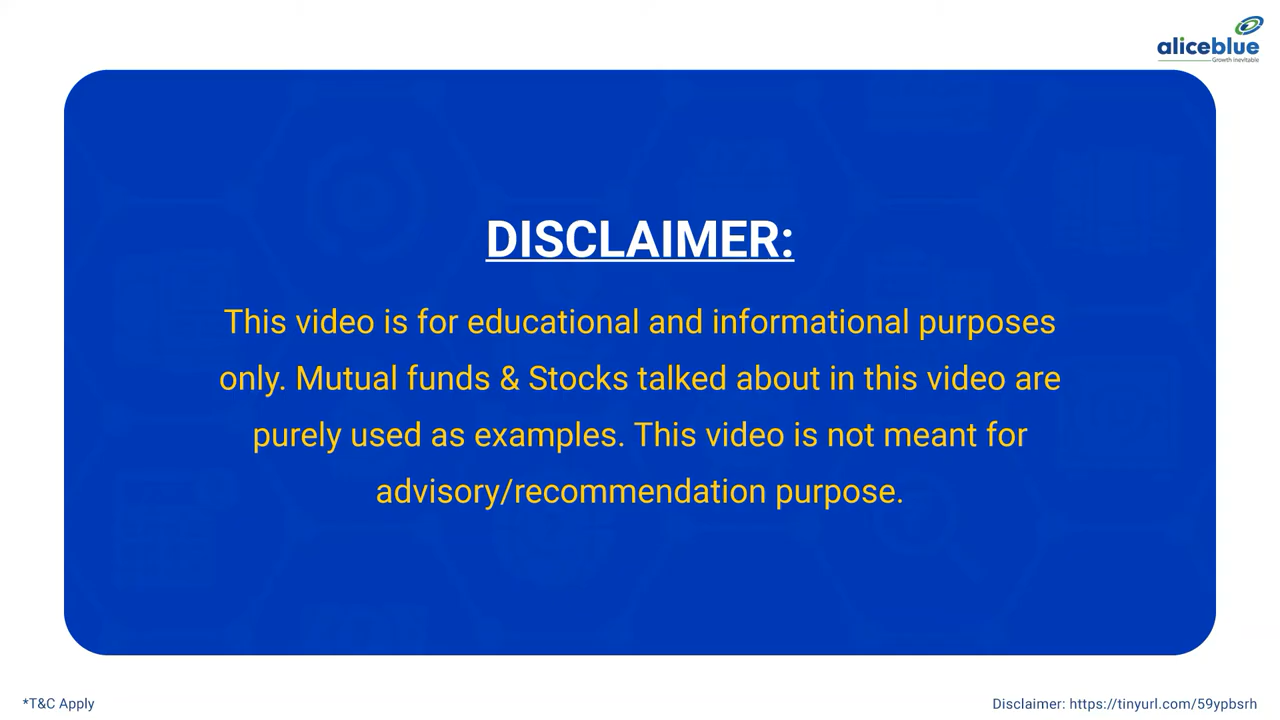 aliceblue
Growth inevitable
DISCLAIMER:
This video is for educational and informational purposes
only. Mutual funds & Stocks talked about in this video are
purely used as examples. This video is not meant for
advisory/recommendation purpose.
*T&C Apply
Disclaimer: https://tinyurl.com/59ypbsrh